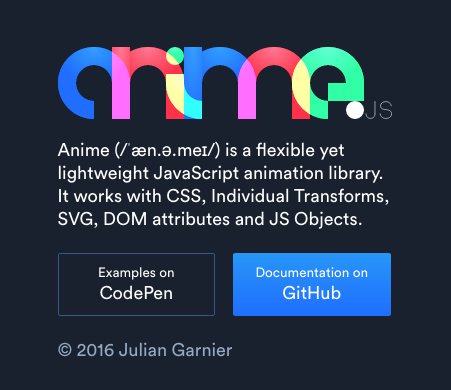 anime.JS
Anime (/ˈæn.ə.meɪ/) is a flexible yet
lightweight JavaScript animation library.
It works with CSS, Individual Transforms,
SVG, DOM attributes and JS Objects.
Examples on
CodePen
Documentation on
GitHub
© 2016 Julian Garnier